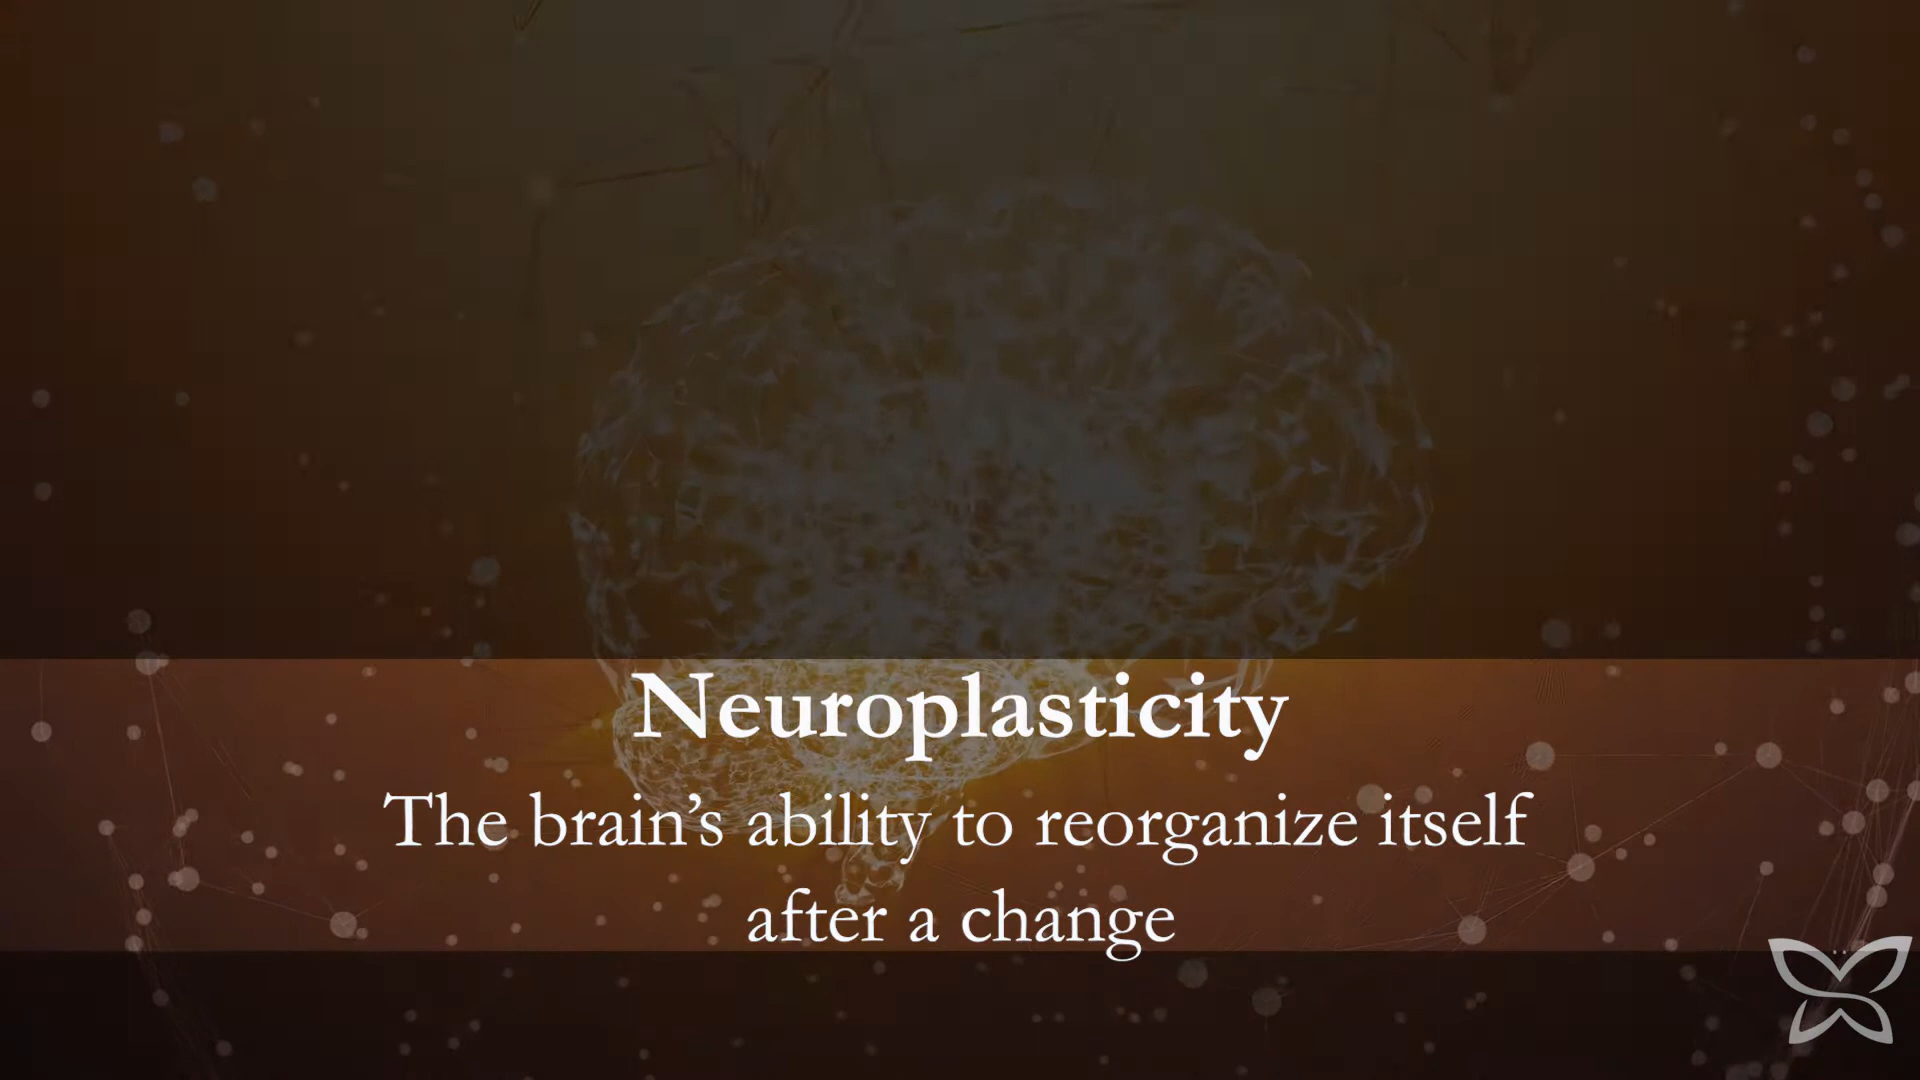 Neuroplasticity
The brain’s ability to reorganize itself
after a change